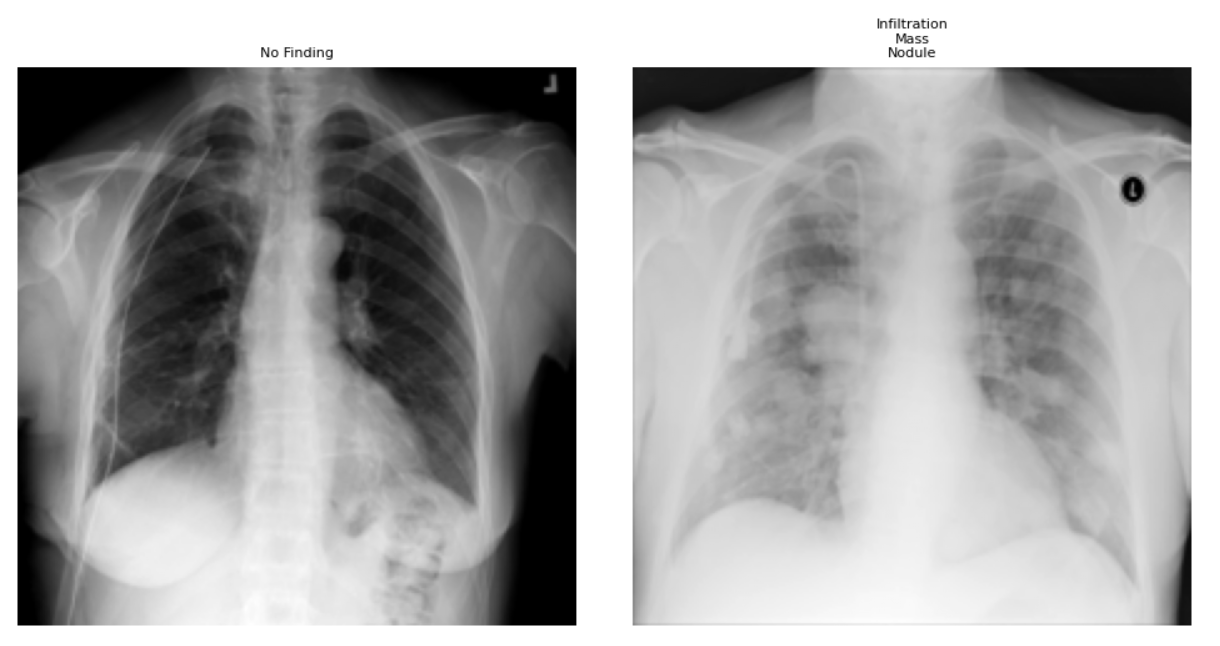 No Finding
Infiltration
Mass
Nodule
L
L